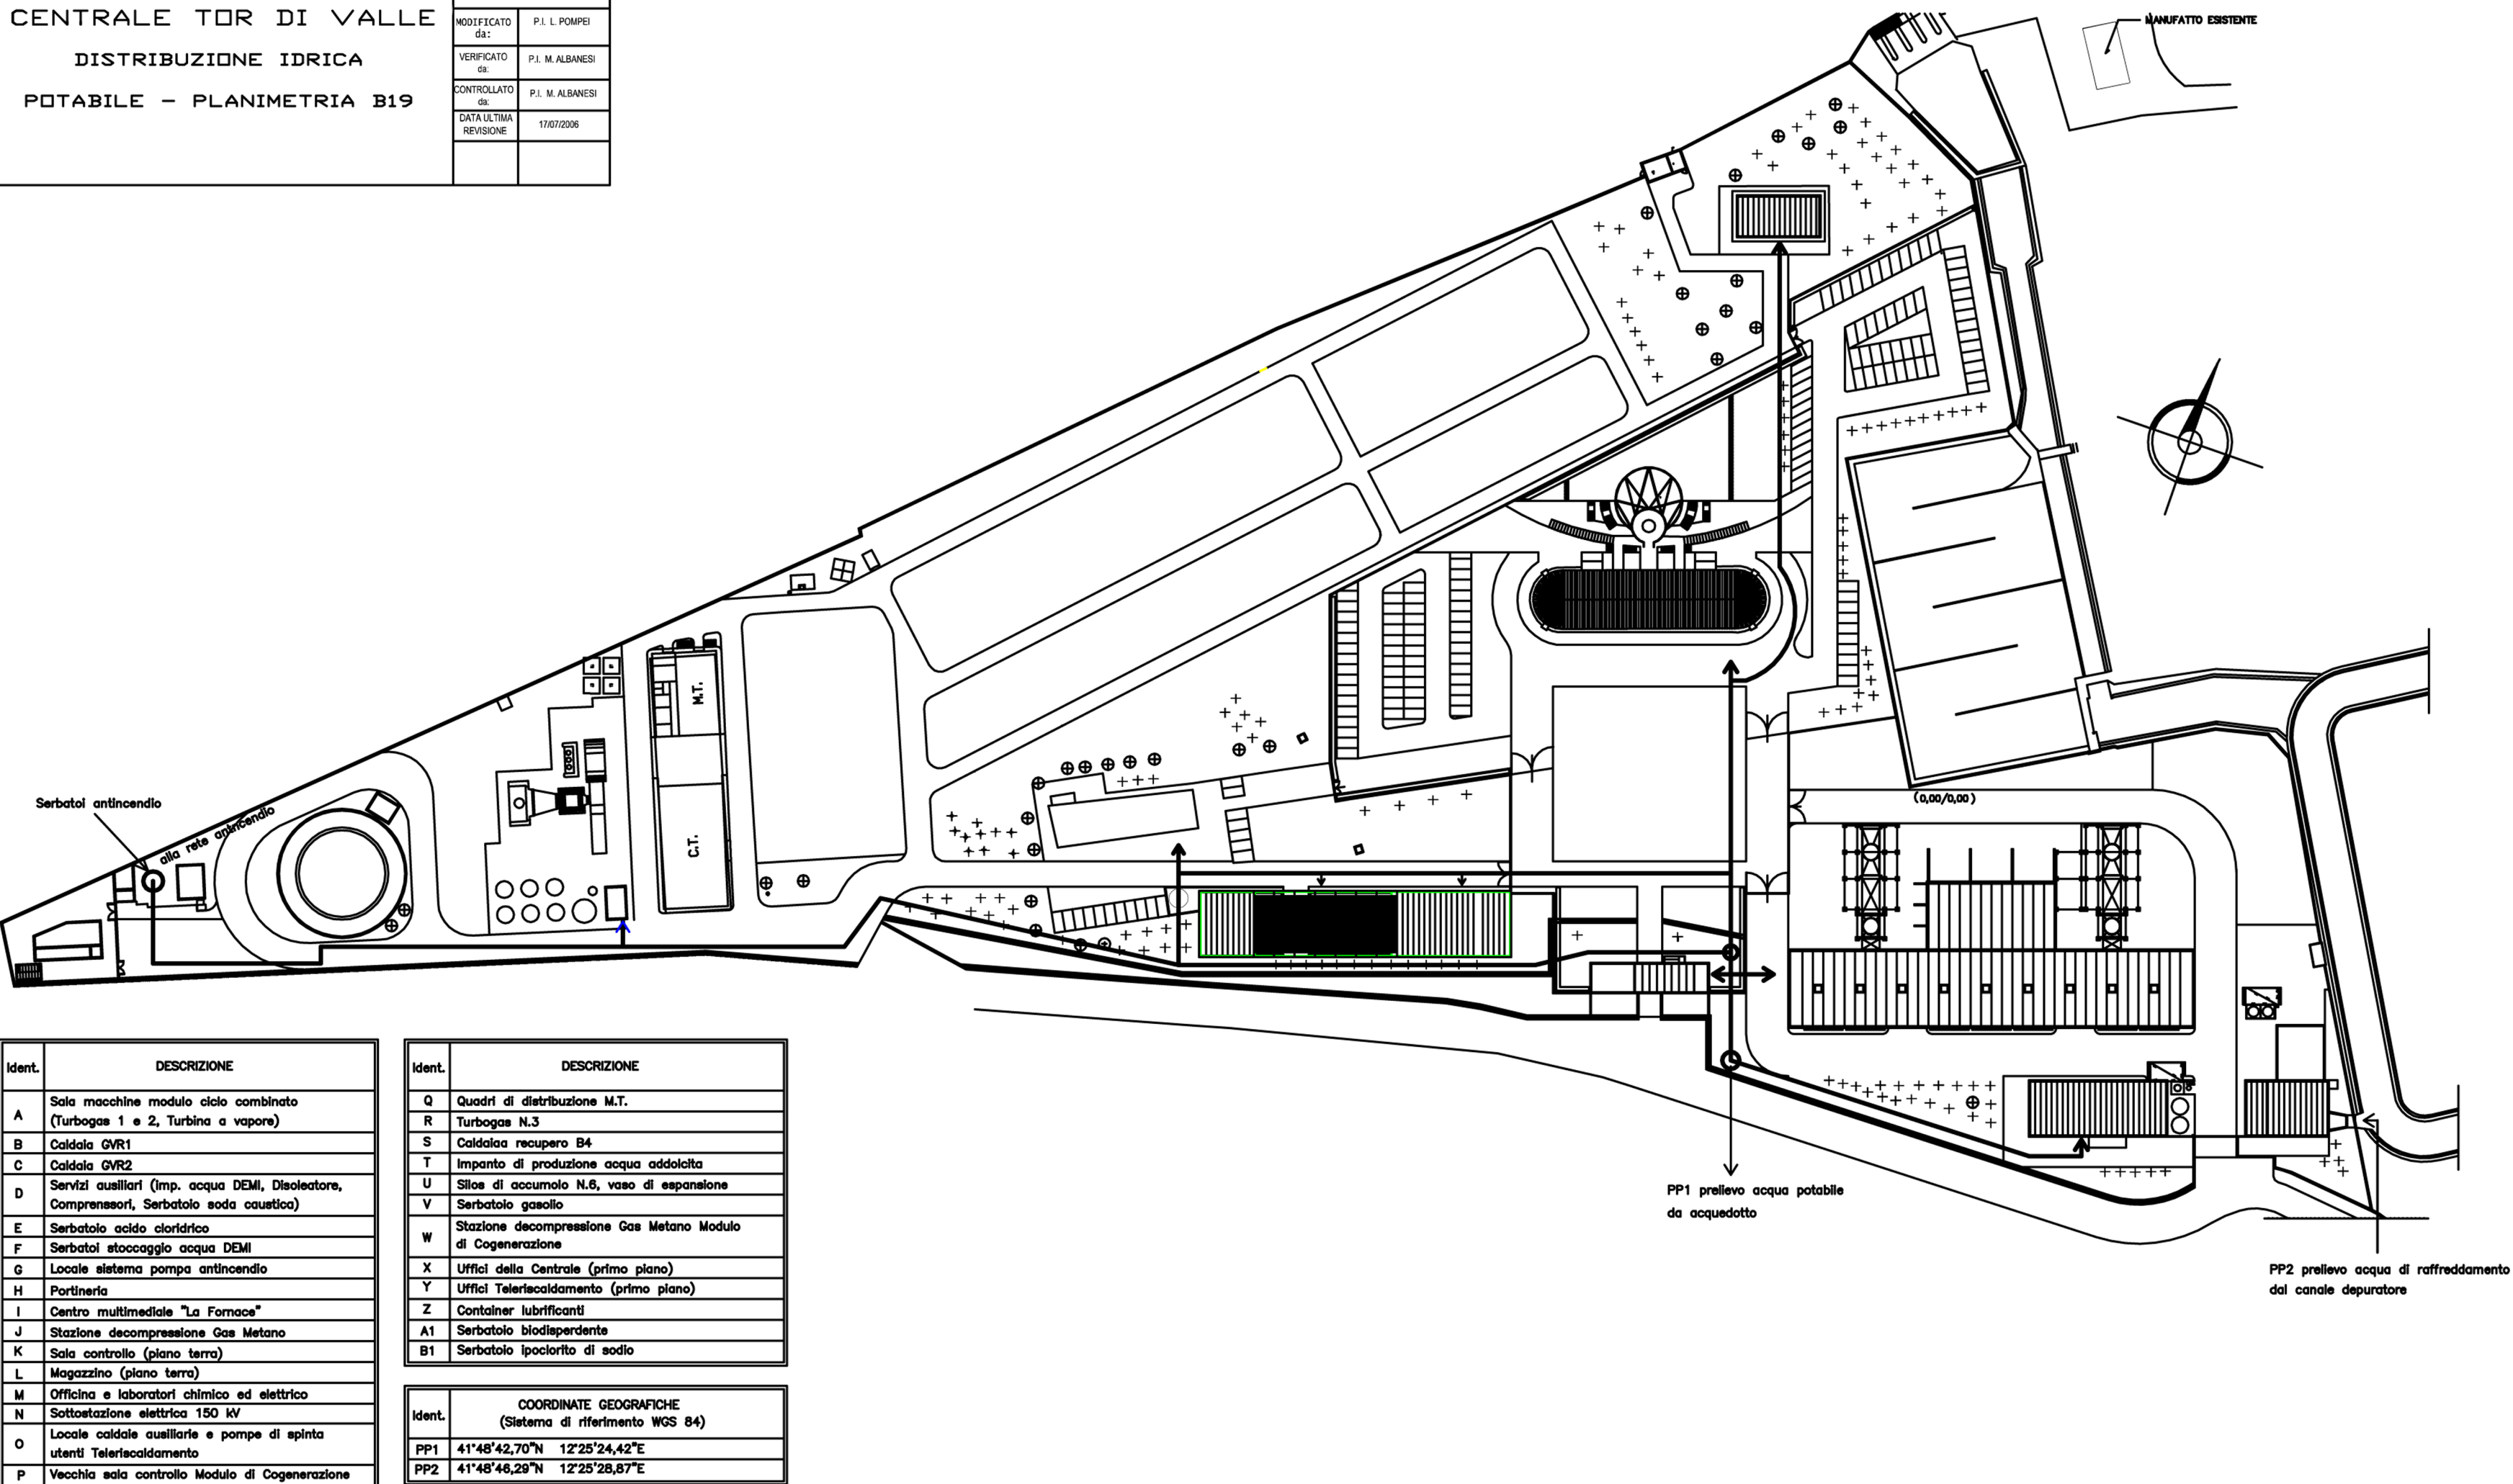 CENTRALE TOR DI VALLE
DISTRIBUZIONE IDRICA
POTABILE - PLANIMETRIA B19
MODIFICATO da: P.I. L. POMPEI
VERIFICATO da: P.I. M. ALBANESI
CONTROLLATO da: P.I. M. ALBANESI
DATA ULTIMA REVISIONE 17/07/2006
MANUFATTO ESISTENTE
M.T.
C.T.
Serbatoi antincendio
alla rete antincendio
(0,00/0,00)
PP1 prelievo acqua potabile
da acquedotto
PP2 prelievo acqua di raffreddamento
dal canale depuratore
Ident. DESCRIZIONE
A Sala macchine modulo ciclo combinato
(Turbogas 1 e 2, Turbina a vapore)
B Caldaia GVR1
C Caldaia GVR2
D Servizi ausiliari (imp. acqua DEMI, Disoleatore,
Comprenssori, Serbatoio soda caustica)
E Serbatoio acido cloridrico
F Serbatoi stoccaggio acqua DEMI
G Locale sistema pompa antincendio
H Portineria
I Centro multimediale "La Fornace"
J Stazione decompressione Gas Metano
K Sala controllo (piano terra)
L Magazzino (piano terra)
M Officina e laboratori chimico ed elettrico
N Sottostazione elettrica 150 kV
O Locale caldaie ausiliarie e pompe di spinta
utenti Teleriscaldamento
P Vecchia sala controllo Modulo di Cogenerazione
Ident. DESCRIZIONE
Q Quadri di distribuzione M.T.
R Turbogas N.3
S Caldaiaa recupero B4
T Impanto di produzione acqua addolcita
U Silos di accumolo N.6, vaso di espansione
V Serbatoio gasolio
W Stazione decompressione Gas Metano Modulo
di Cogenerazione
X Uffici della Centrale (primo piano)
Y Uffici Teleriscaldamento (primo piano)
Z Container lubrificanti
A1 Serbatoio biodisperdente
B1 Serbatoio ipoclorito di sodio
Ident. COORDINATE GEOGRAFICHE
(Sistema di riferimento WGS 84)
PP1 41°48'42,70"N 12°25'24,42"E
PP2 41°48'46,29"N 12°25'28,87"E